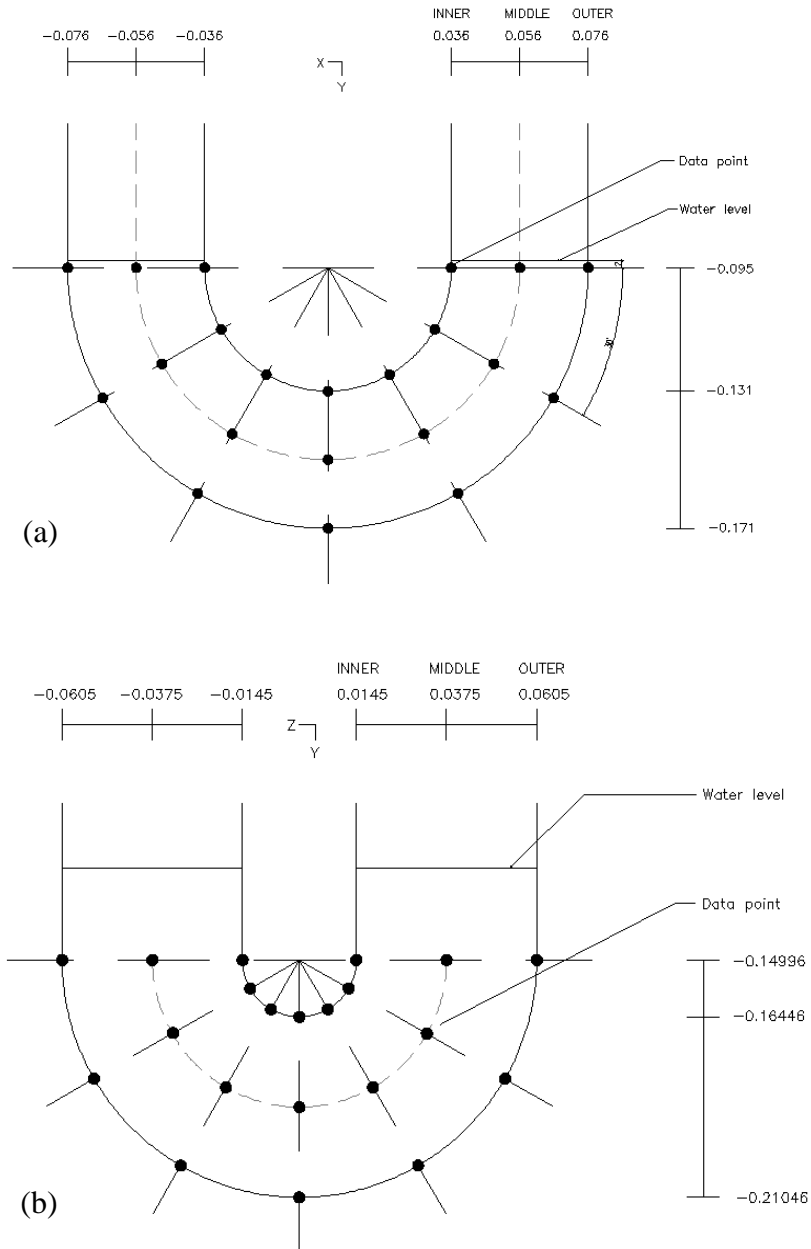 INNER MIDDLE OUTER
-0.076 -0.056 -0.036 0.036 0.056 0.076
X
Y
Data point
Water level
2
-0.095
-0.131
-0.171
(a)
INNER MIDDLE OUTER
-0.0605 -0.0375 -0.0145 0.0145 0.0375 0.0605
Z
Y
Water level
Data point
-0.14996
-0.16446
-0.21046
(b)